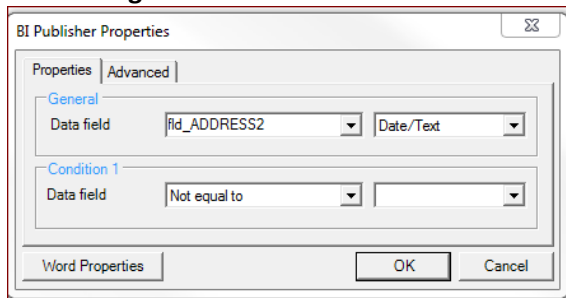 BI Publisher Properties
Properties Advanced
General
Data field fld_ADDRESS2 Date/Text
Condition 1
Data field Not equal to
Word Properties OK Cancel